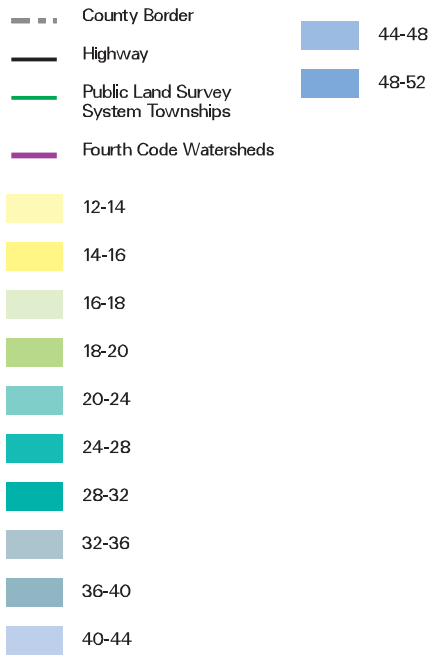 County Border
Highway
Public Land Survey
System Townships
Fourth Code Watersheds
12-14
14-16
16-18
18-20
20-24
24-28
28-32
32-36
36-40
40-44
44-48
48-52